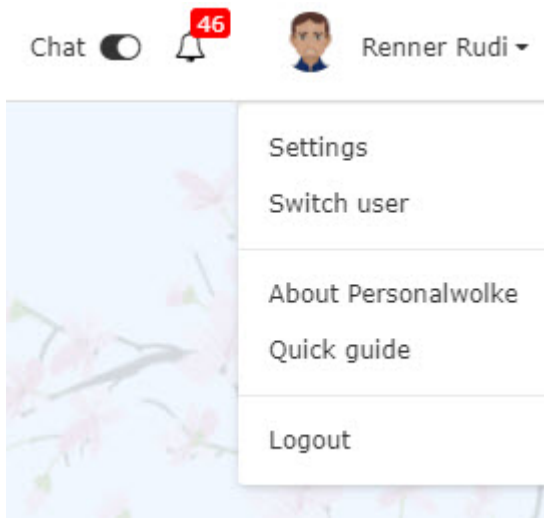 Chat 46 Renner Rudi
Settings
Switch user
About Personalwolke
Quick guide
Logout